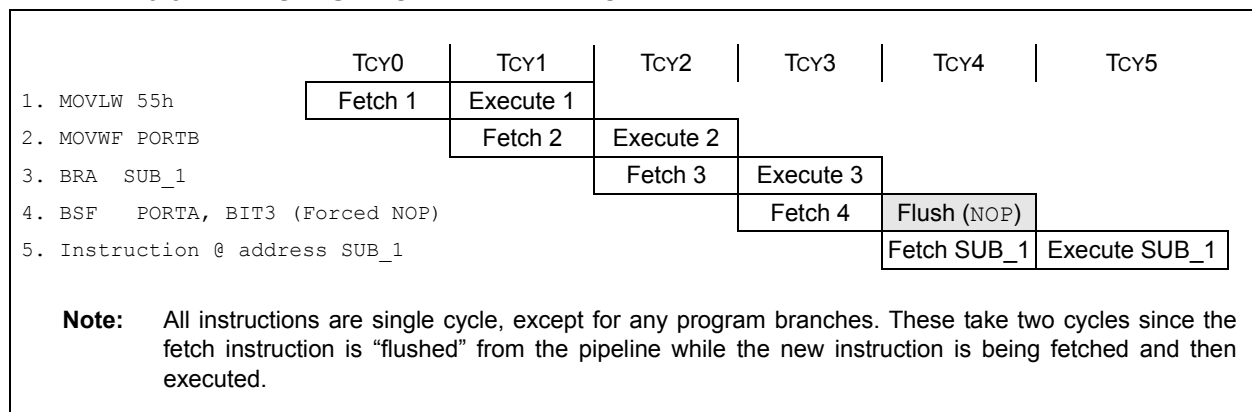 TCY0 TCY1 TCY2 TCY3 TCY4 TCY5
1. MOVLW 55h Fetch 1 Execute 1
2. MOVWF PORTB Fetch 2 Execute 2
3. BRA SUB_1 Fetch 3 Execute 3
4. BSF PORTA, BIT3 (Forced NOP) Fetch 4 Flush (NOP)
5. Instruction @ address SUB_1 Fetch SUB_1 Execute SUB_1
Note: All instructions are single cycle, except for any program branches. These take two cycles since the
fetch instruction is “flushed” from the pipeline while the new instruction is being fetched and then
executed.